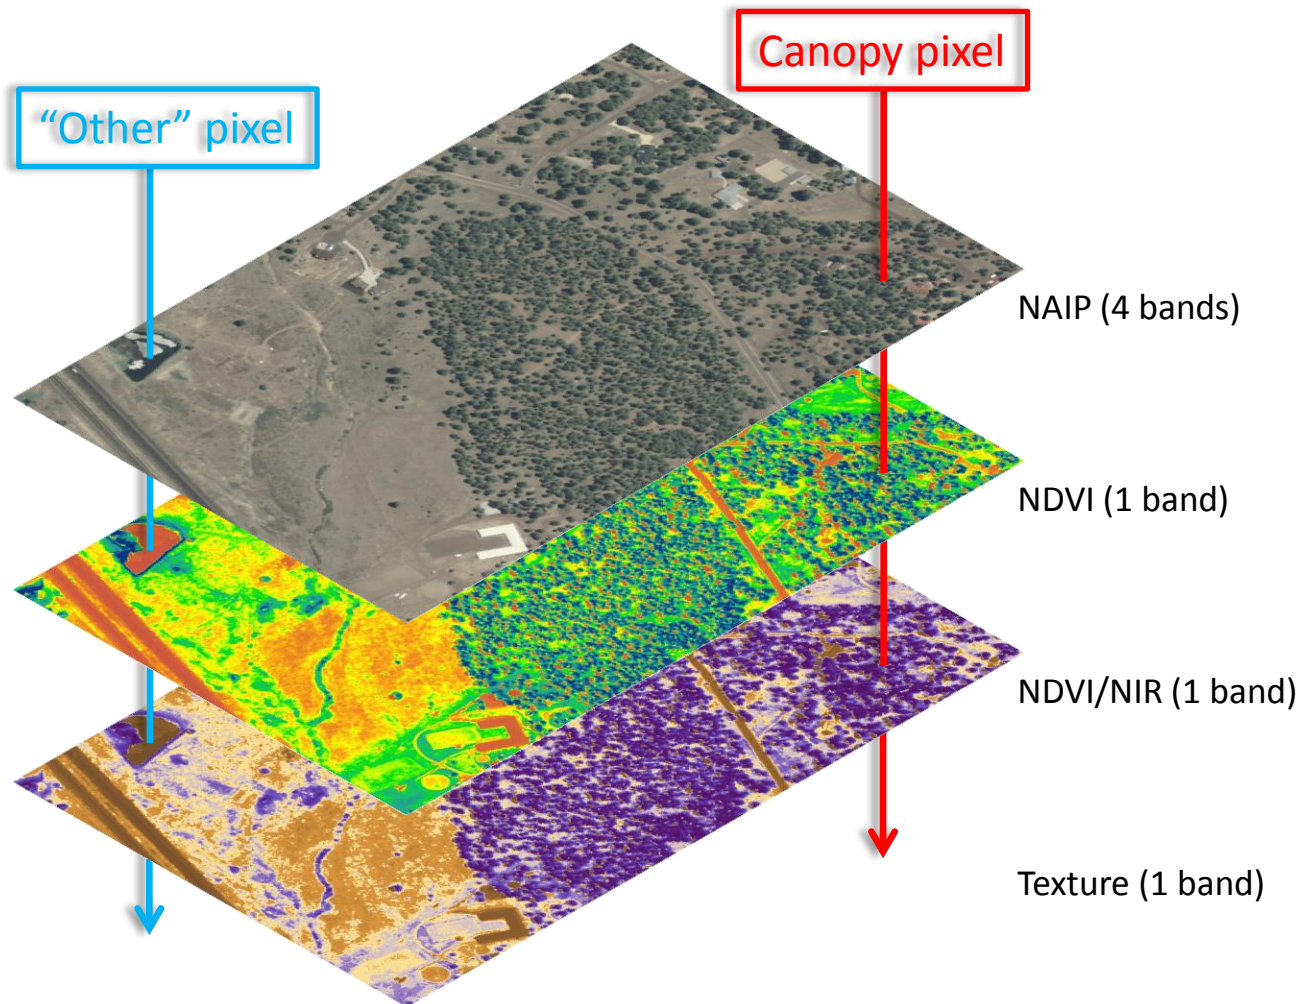 Canopy pixel
“Other” pixel
NAIP (4 bands)
NDVI (1 band)
NDVI/NIR (1 band)
Texture (1 band)